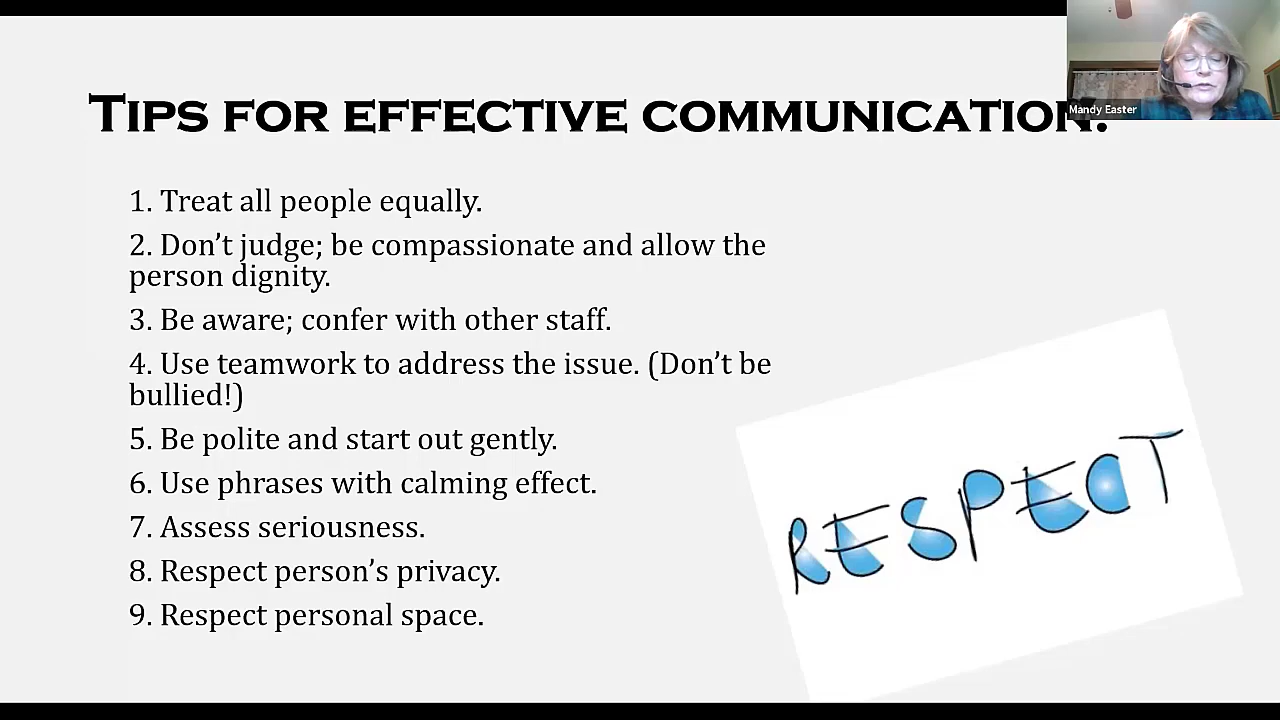 Tips for effective communication:
Mandy Easter
1. Treat all people equally.
2. Don’t judge; be compassionate and allow the
person dignity.
3. Be aware; confer with other staff.
4. Use teamwork to address the issue. (Don’t be
bullied!)
5. Be polite and start out gently.
6. Use phrases with calming effect.
7. Assess seriousness.
8. Respect person’s privacy.
9. Respect personal space.
RESPECT